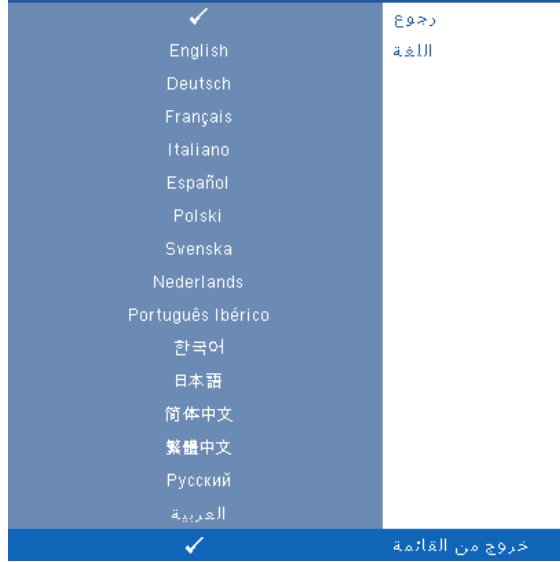 ✓ رجوع
اللغة English
Deutsch
Français
Italiano
Español
Polski
Svenska
Nederlands
Português Ibérico
한국어
日本語
简体中文
繁體中文
Русский
العربية
✓ خروج من القائمة